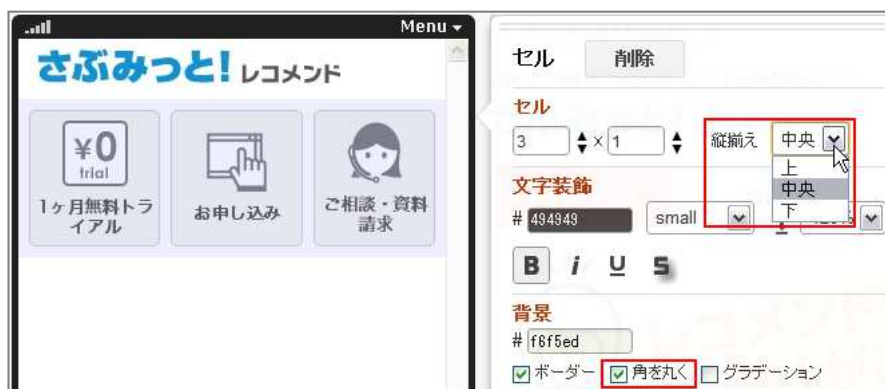 Menu
さぶみっと! レコメンド
¥0
trial
1ヶ月無料トラ
イアル
お申し込み
ご相談・資料
請求
セル 削除
セル
3 × 1 縦揃え 中央
上
中央
下
文字装飾
# 494949 small
B i U S
背景
# f6f5ed
ボーダー 角を丸く グラデーション